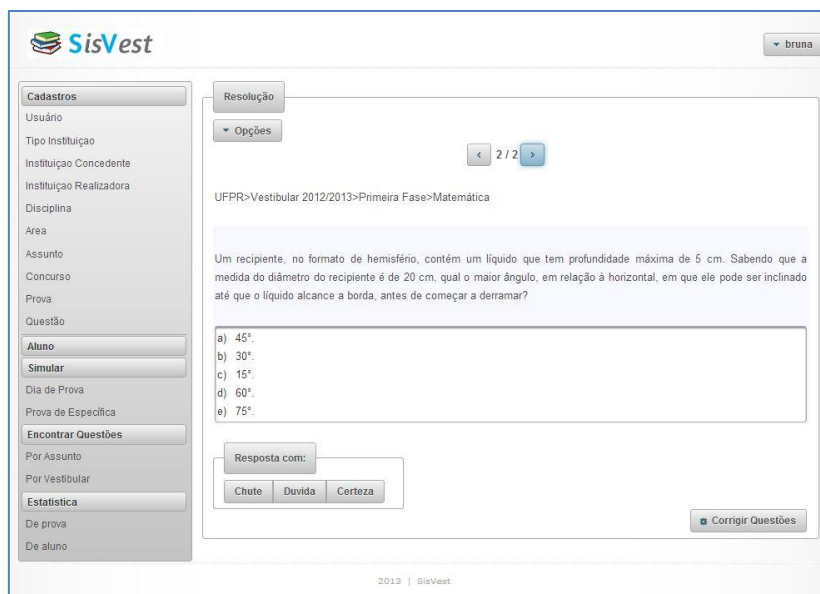 SisVest
bruna
Cadastros
Usuário
Tipo Instituiçao
Instituiçao Concedente
Instituiçao Realizadora
Disciplina
Area
Assunto
Concurso
Prova
Questão
Aluno
Simular
Dia de Prova
Prova de Específica
Encontrar Questões
Por Assunto
Por Vestibular
Estatistica
De prova
De aluno
Resolução
Opções
< 2 / 2 >
UFPR>Vestibular 2012/2013>Primeira Fase>Matemática
Um recipiente, no formato de hemisfério, contém um líquido que tem profundidade máxima de 5 cm. Sabendo que a
medida do diâmetro do recipiente é de 20 cm, qual o maior ângulo, em relação à horizontal, em que ele pode ser inclinado
até que o líquido alcance a borda, antes de começar a derramar?
a) 45°.
b) 30°.
c) 15°.
d) 60°.
e) 75°.
Resposta com:
Chute Duvida Certeza
Corrigir Questões
2013 | SisVest